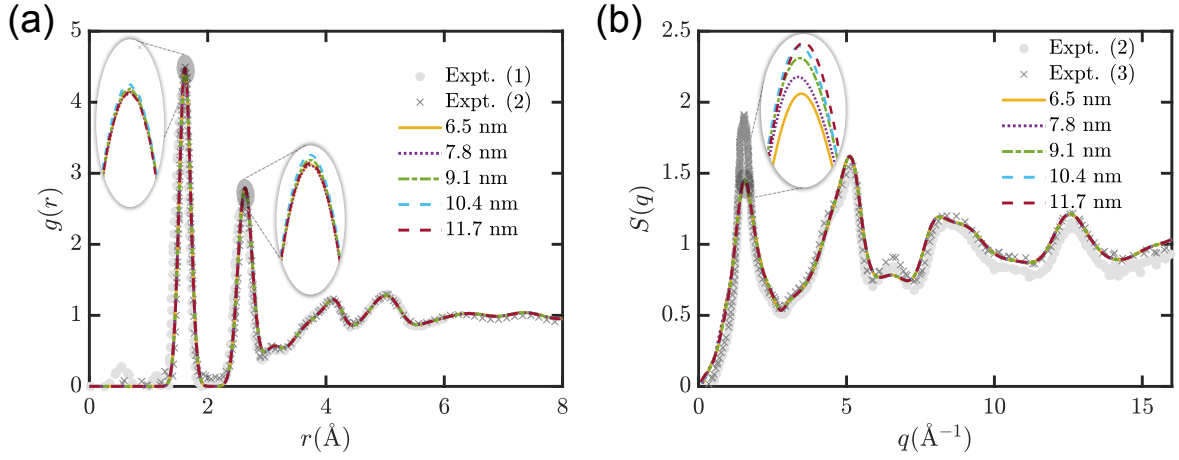 (a)
5
4
3
2
1
0
0
2
4
6
8
g(r)
r(Å)
Expt. (1)
Expt. (2)
6.5 nm
7.8 nm
9.1 nm
10.4 nm
11.7 nm
(b)
2.5
2
1.5
1
0.5
0
0
5
10
15
S(q)
q(Å⁻¹)
Expt. (2)
Expt. (3)
6.5 nm
7.8 nm
9.1 nm
10.4 nm
11.7 nm